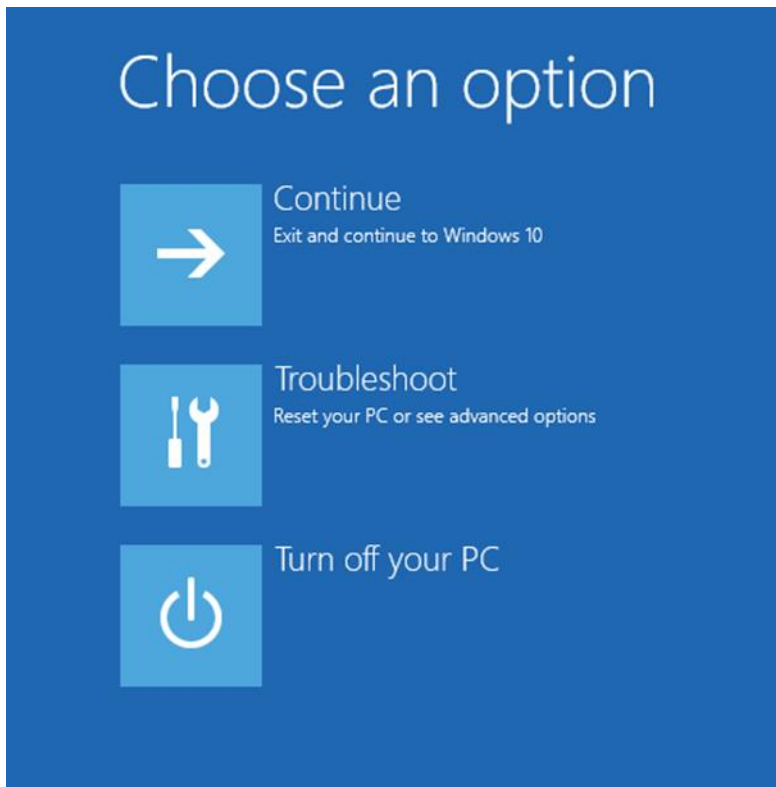 Choose an option
Continue
Exit and continue to Windows 10
Troubleshoot
Reset your PC or see advanced options
Turn off your PC